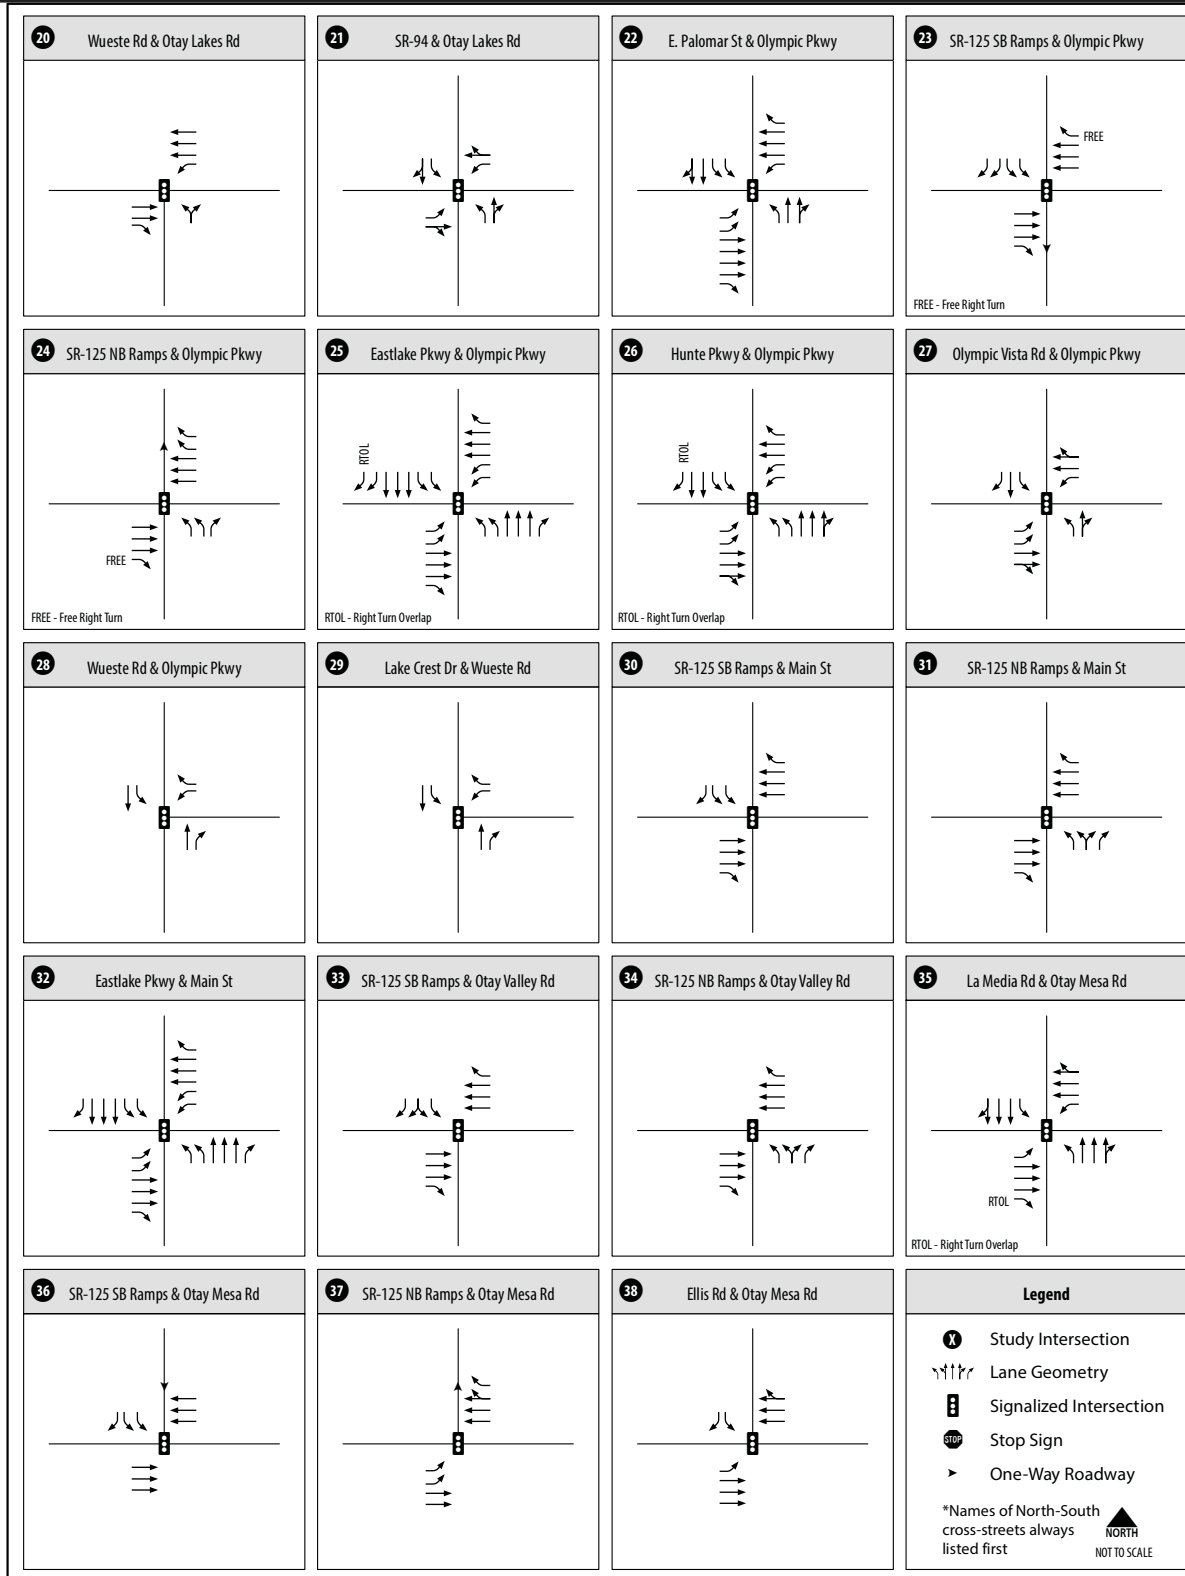 20 Wueste Rd & Otay Lakes Rd
21 SR-94 & Otay Lakes Rd
22 E. Palomar St & Olympic Pkwy
23 SR-125 SB Ramps & Olympic Pkwy
FREE
FREE - Free Right Turn
24 SR-125 NB Ramps & Olympic Pkwy
FREE
FREE - Free Right Turn
25 Eastlake Pkwy & Olympic Pkwy
RTOL
RTOL - Right Turn Overlap
26 Hunte Pkwy & Olympic Pkwy
RTOL
RTOL - Right Turn Overlap
27 Olympic Vista Rd & Olympic Pkwy
28 Wueste Rd & Olympic Pkwy
29 Lake Crest Dr & Wueste Rd
30 SR-125 SB Ramps & Main St
31 SR-125 NB Ramps & Main St
32 Eastlake Pkwy & Main St
33 SR-125 SB Ramps & Otay Valley Rd
34 SR-125 NB Ramps & Otay Valley Rd
35 La Media Rd & Otay Mesa Rd
RTOL
RTOL - Right Turn Overlap
36 SR-125 SB Ramps & Otay Mesa Rd
37 SR-125 NB Ramps & Otay Mesa Rd
38 Ellis Rd & Otay Mesa Rd
Legend
X Study Intersection
Lane Geometry
Signalized Intersection
STOP Stop Sign
One-Way Roadway
*Names of North-South
cross-streets always
listed first
NORTH
NOT TO SCALE